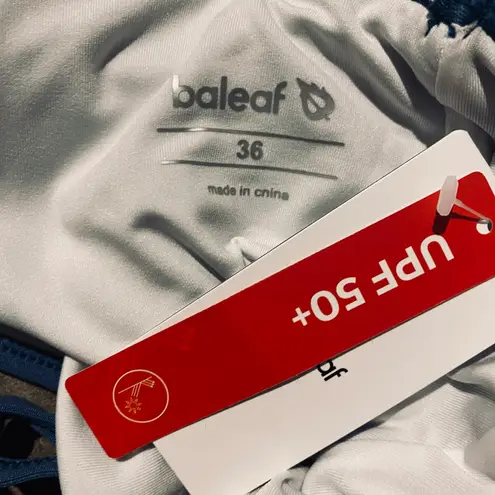 baleaf
36
made in china
UPF 50+
af